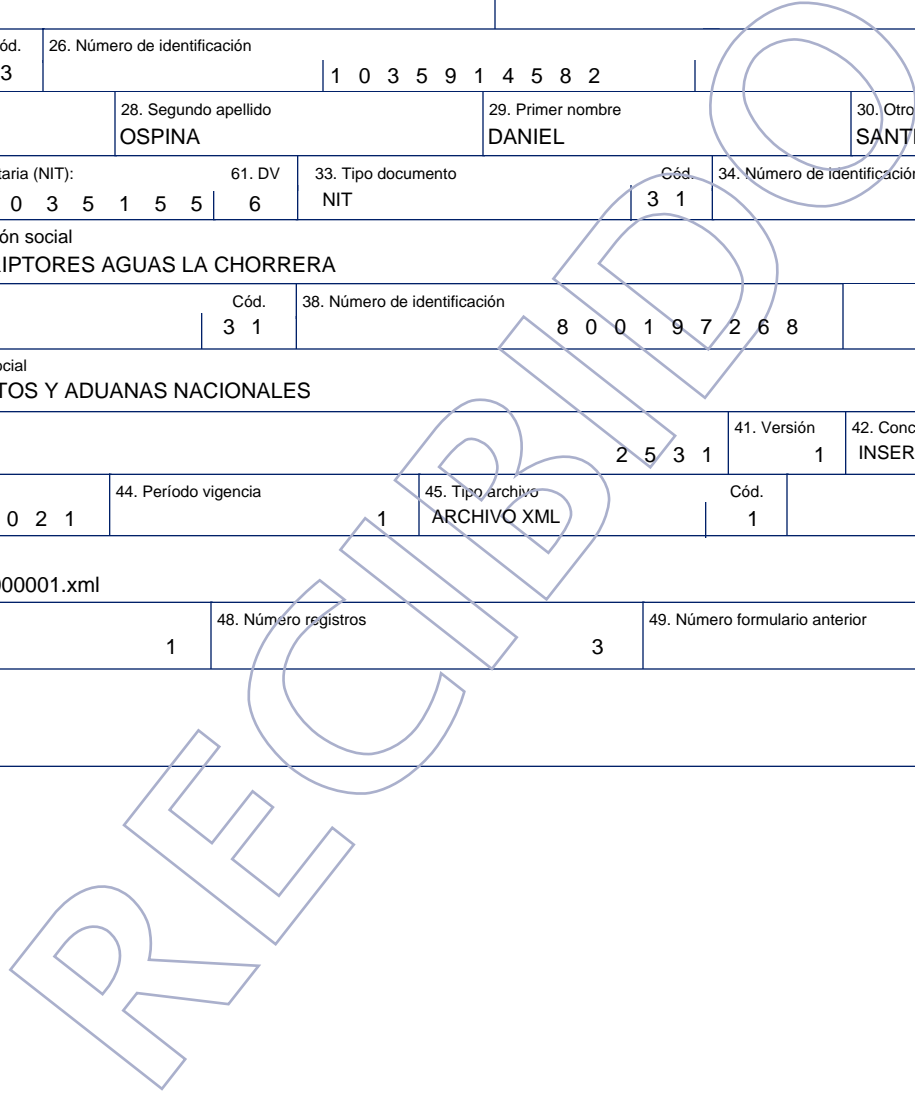 ód. 26. Número de identificación
3 1 0 3 5 9 1 4 5 8 2
28. Segundo apellido 29. Primer nombre 30. Otro
OSPINA DANIEL SANTI
taria (NIT): 61. DV 33. Tipo documento Cód. 34. Número de identificación
0 3 5 1 5 5 6 NIT 3 1
ón social
IPTORES AGUAS LA CHORRERA
Cód. 38. Número de identificación
3 1 8 0 0 1 9 7 2 6 8
ocial
TOS Y ADUANAS NACIONALES
41. Versión 42. Conc
2 5 3 1 1 INSER
44. Período vigencia 45. Tipo archivo Cód.
0 2 1 1 ARCHIVO XML 1
000001.xml
48. Número registros 49. Número formulario anterior
1 3
RECIBIDO